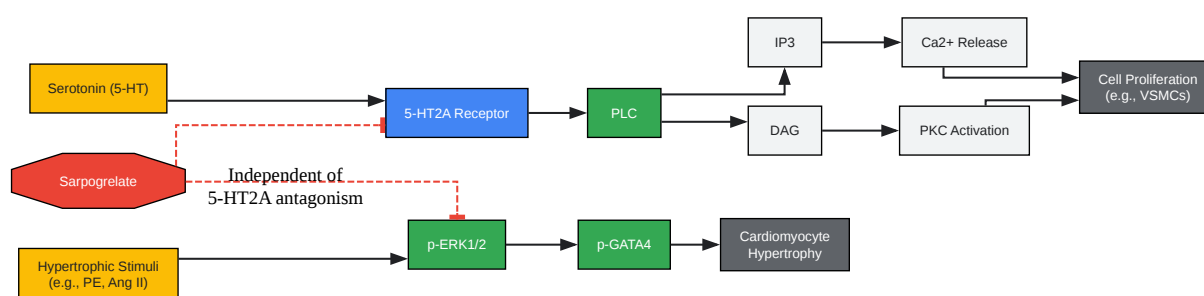 IP3
Ca2+ Release
Serotonin (5-HT)
Cell Proliferation
(e.g., VSMCs)
5-HT2A Receptor
PLC
DAG
PKC Activation
Sarpogrelate
Independent of
5-HT2A antagonism
p-ERK1/2
p-GATA4
Cardiomyocyte
Hypertrophy
Hypertrophic Stimuli
(e.g., PE, Ang II)